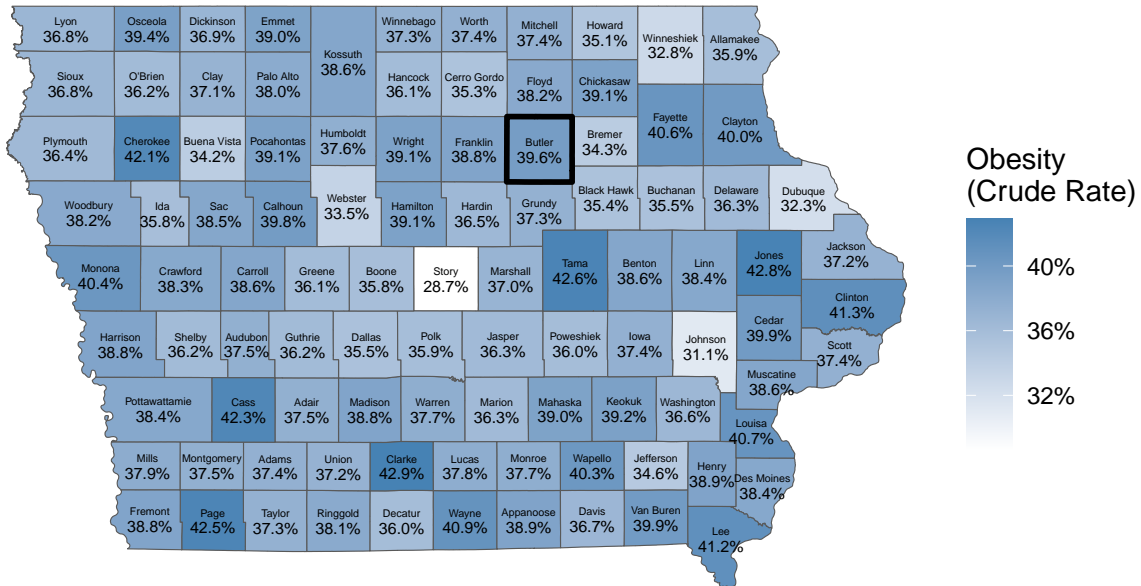 Lyon
36.8%
Osceola
39.4%
Dickinson
36.9%
Emmet
39.0%
Winnebago
37.3%
Worth
37.4%
Mitchell
37.4%
Howard
35.1%
Winneshiek
32.8%
Allamakee
35.9%
Kossuth
38.6%
Sioux
36.8%
O'Brien
36.2%
Clay
37.1%
Palo Alto
38.0%
Hancock
36.1%
Cerro Gordo
35.3%
Floyd
38.2%
Chickasaw
39.1%
Fayette
40.6%
Clayton
40.0%
Plymouth
36.4%
Cherokee
42.1%
Buena Vista
34.2%
Pocahontas
39.1%
Humboldt
37.6%
Wright
39.1%
Franklin
38.8%
Butler
39.6%
Bremer
34.3%
Woodbury
38.2%
Ida
35.8%
Sac
38.5%
Calhoun
39.8%
Webster
33.5%
Hamilton
39.1%
Hardin
36.5%
Grundy
37.3%
Black Hawk
35.4%
Buchanan
35.5%
Delaware
36.3%
Dubuque
32.3%
Monona
40.4%
Crawford
38.3%
Carroll
38.6%
Greene
36.1%
Boone
35.8%
Story
28.7%
Marshall
37.0%
Tama
42.6%
Benton
38.6%
Linn
38.4%
Jones
42.8%
Jackson
37.2%
Clinton
41.3%
Harrison
38.8%
Shelby
36.2%
Audubon
37.5%
Guthrie
36.2%
Dallas
35.5%
Polk
35.9%
Jasper
36.3%
Poweshiek
36.0%
Iowa
37.4%
Johnson
31.1%
Cedar
39.9%
Scott
37.4%
Muscatine
38.6%
Pottawattamie
38.4%
Cass
42.3%
Adair
37.5%
Madison
38.8%
Warren
37.7%
Marion
36.3%
Mahaska
39.0%
Keokuk
39.2%
Washington
36.6%
Louisa
40.7%
Mills
37.9%
Montgomery
37.5%
Adams
37.4%
Union
37.2%
Clarke
42.9%
Lucas
37.8%
Monroe
37.7%
Wapello
40.3%
Jefferson
34.6%
Henry
38.9%
Des Moines
38.4%
Fremont
38.8%
Page
42.5%
Taylor
37.3%
Ringgold
38.1%
Decatur
36.0%
Wayne
40.9%
Appanoose
38.9%
Davis
36.7%
Van Buren
39.9%
Lee
41.2%
Obesity
(Crude Rate)
40%
36%
32%